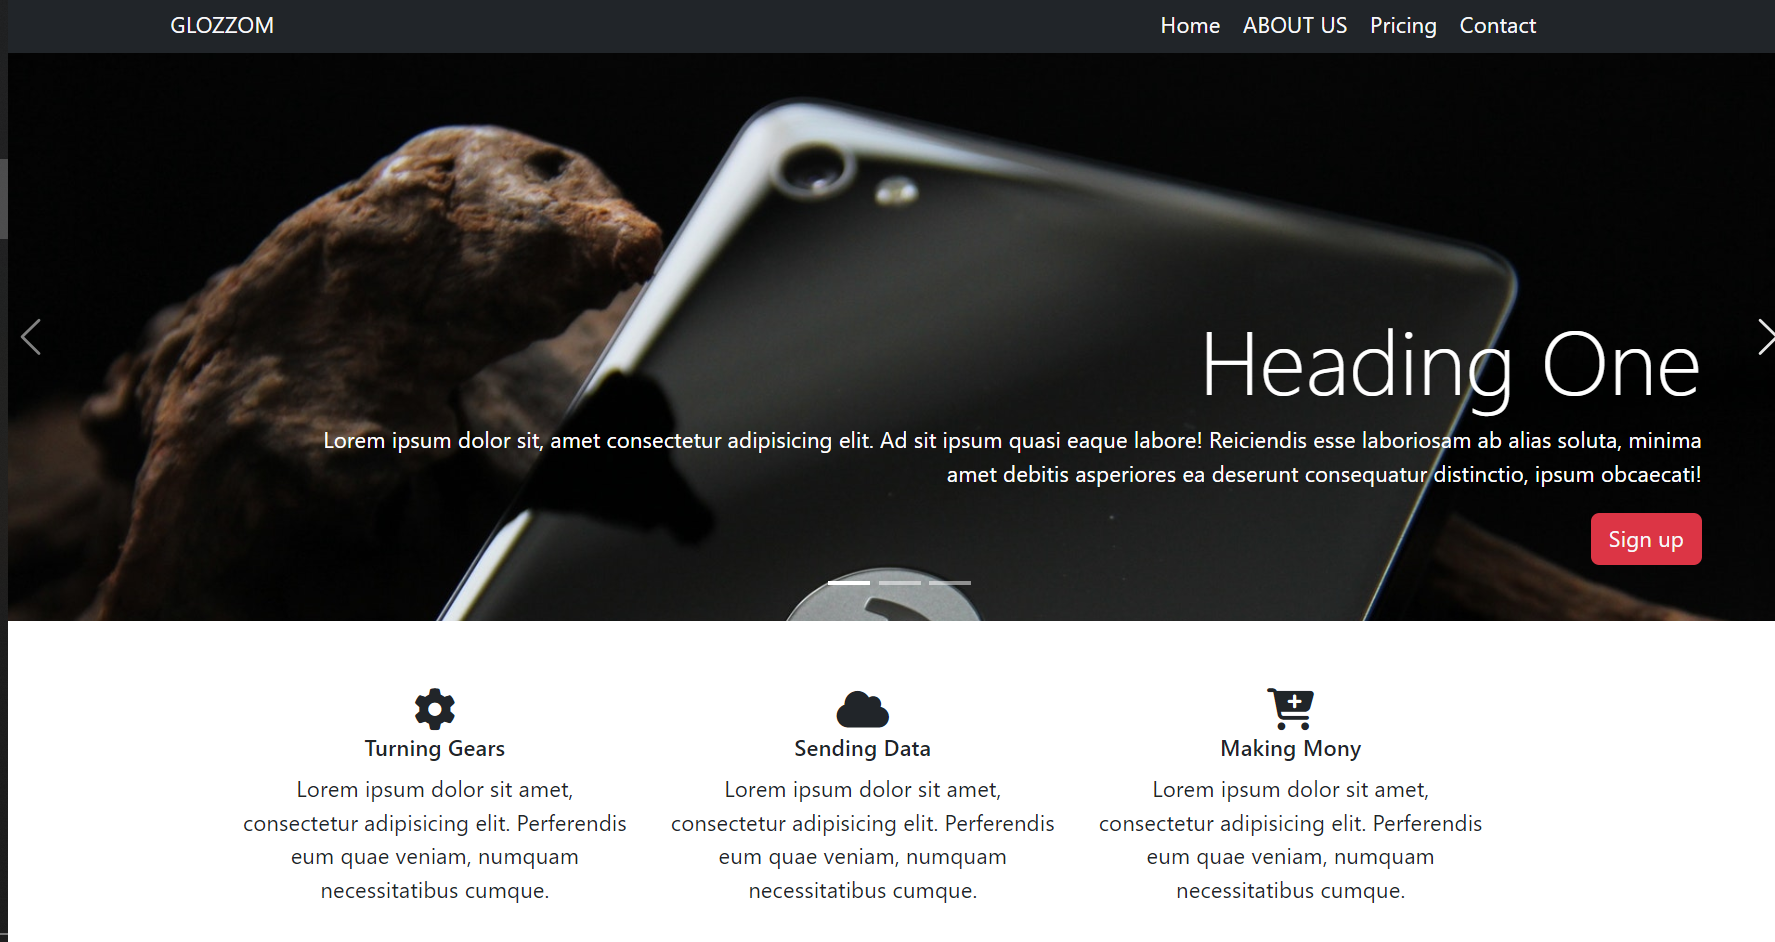 GLOZZOM
Home ABOUT US Pricing Contact
Heading One
Lorem ipsum dolor sit, amet consectetur adipisicing elit. Ad sit ipsum quasi eaque labore! Reiciendis esse laboriosam ab alias soluta, minima
amet debitis asperiores ea deserunt consequatur distinctio, ipsum obcaecati!
Sign up
Turning Gears
Lorem ipsum dolor sit amet,
consectetur adipisicing elit. Perferendis
eum quae veniam, numquam
necessitatibus cumque.
Sending Data
Lorem ipsum dolor sit amet,
consectetur adipisicing elit. Perferendis
eum quae veniam, numquam
necessitatibus cumque.
Making Mony
Lorem ipsum dolor sit amet,
consectetur adipisicing elit. Perferendis
eum quae veniam, numquam
necessitatibus cumque.